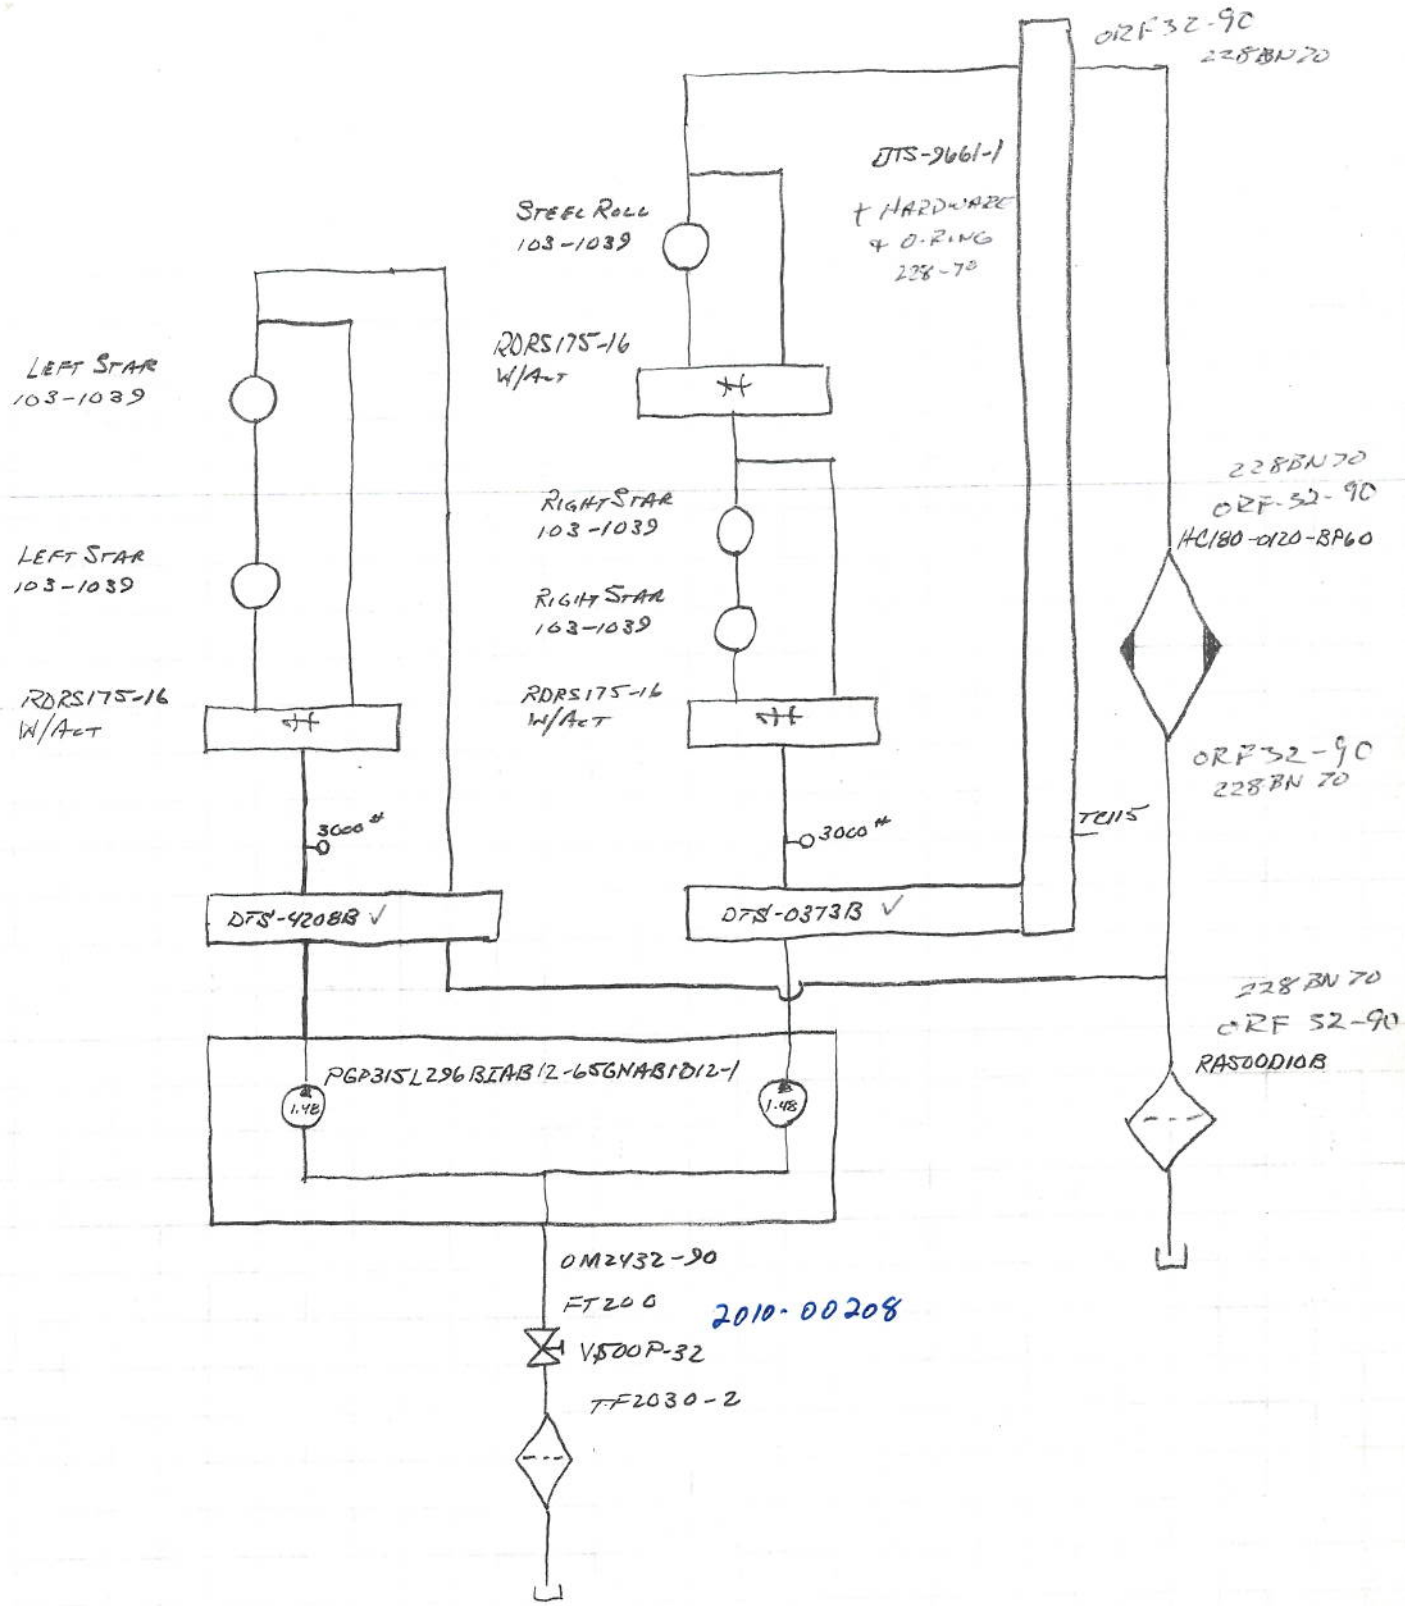 ORF32-90
228BN70
DTS-9661-1
+ HARDWARE
+ O-RING
228-70
STEEL ROLL
103-1039
RDRS175-16
W/ACT
LEFT STAR
103-1039
228BN70
ORF-32-90
HC180-0120-BP60
RIGHT STAR
103-1039
LEFT STAR
103-1039
RIGHT STAR
103-1039
RDRS175-16
W/ACT
RDRS175-16
W/ACT
ORF32-90
228BN70
3000#
3000#
TC115
DTS-4208B ✓
DTS-0373B ✓
228BN70
ORF 32-90
RA500D10B
PGP315L296BIAB12-65GNAB1B12-1
1.48
1.48
OM2432-90
FT200
2010-00208
V500P-32
TF2030-2